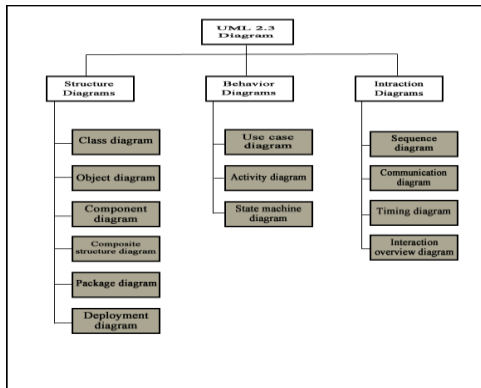 UML 2.3
Diagram
Structure
Diagrams
Behavior
Diagrams
Intraction
Diagrams
Class diagram
Object diagram
Component
diagram
Composite
structure diagram
Package diagram
Deployment
diagram
Use case
diagram
Activity diagram
State machine
diagram
Sequence
diagram
Communication
diagram
Timing diagram
Interaction
overview diagram